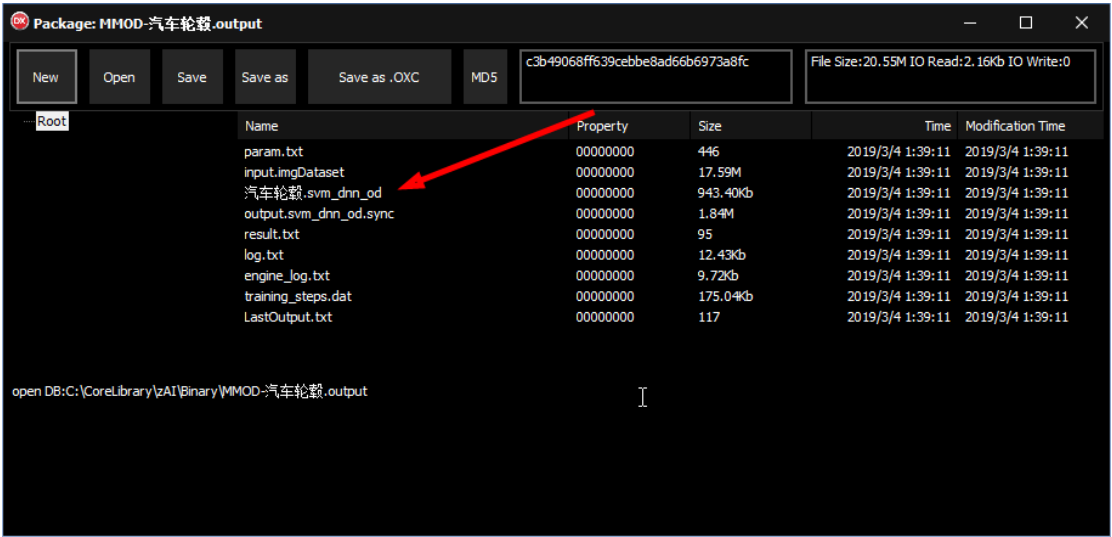 Package: MMOD-汽车轮毂.output
New Open Save Save as Save as .OXC MD5 c3b49068ff639cebbe8ad66b6973a8fc File Size:20.55M IO Read:2.16Kb IO Write:0
Root
Name Property Size Time Modification Time
param.txt 00000000 446 2019/3/4 1:39:11 2019/3/4 1:39:11
input.imgDataset 00000000 17.59M 2019/3/4 1:39:11 2019/3/4 1:39:11
汽车轮毂.svm_dnn_od 00000000 943.40Kb 2019/3/4 1:39:11 2019/3/4 1:39:11
output.svm_dnn_od.sync 00000000 1.84M 2019/3/4 1:39:11 2019/3/4 1:39:11
result.txt 00000000 95 2019/3/4 1:39:11 2019/3/4 1:39:11
log.txt 00000000 12.43Kb 2019/3/4 1:39:11 2019/3/4 1:39:11
engine_log.txt 00000000 9.72Kb 2019/3/4 1:39:11 2019/3/4 1:39:11
training_steps.dat 00000000 175.04Kb 2019/3/4 1:39:11 2019/3/4 1:39:11
LastOutput.txt 00000000 117 2019/3/4 1:39:11 2019/3/4 1:39:11
open DB:C:\CoreLibrary\zAI\Binary\MMOD-汽车轮毂.output